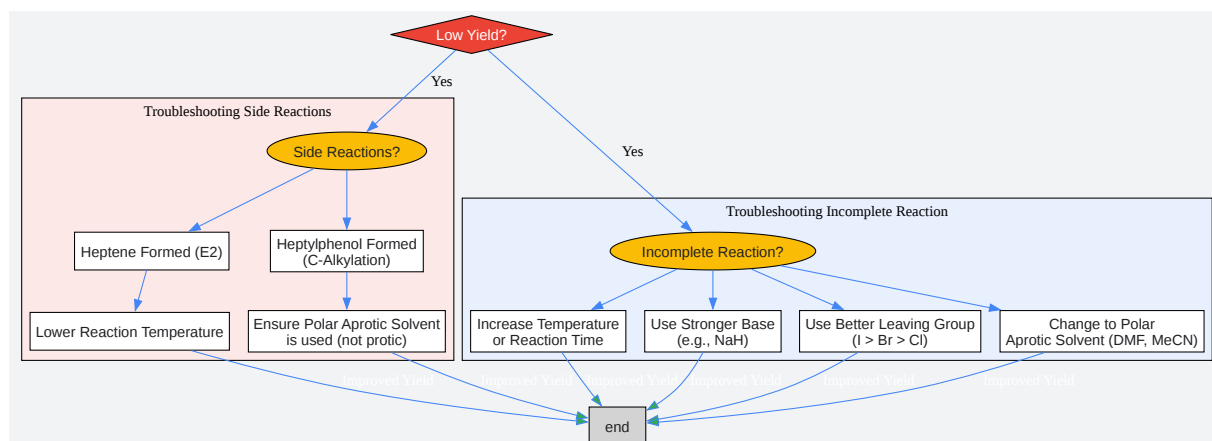 Low Yield?
Yes
Yes
Troubleshooting Side Reactions
Side Reactions?
Heptene Formed (E2)
Heptylphenol Formed
(C-Alkylation)
Lower Reaction Temperature
Ensure Polar Aprotic Solvent
is used (not protic)
Troubleshooting Incomplete Reaction
Incomplete Reaction?
Increase Temperature
or Reaction Time
Use Stronger Base
(e.g., NaH)
Use Better Leaving Group
(I > Br > Cl)
Change to Polar
Aprotic Solvent (DMF, MeCN)
Improved Yield
Improved Yield
Improved Yield
Improved Yield
Improved Yield
Improved Yield
end